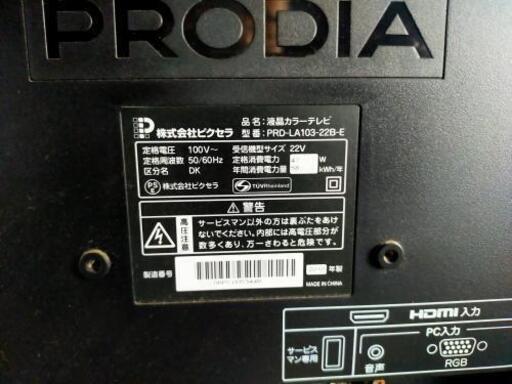 PRODIA
株式会社ピクセラ
品名：液晶カラーテレビ
型番：PRD-LA103-22B-E
定格電圧 100V～
受信機型サイズ 22V
定格周波数 50/60Hz
定格消費電力 W
区分名 DK
年間消費電力量 kWh/年
PSE 株式会社ピクセラ
TÜVRheinland
⚠警告
高圧注意
サービスマン以外の方は裏ぶたをあけ
ないでください。内部には高電圧部分が
数多くあり、万一さわると危険です。
製造番号
年製
MADE IN CHINA
HDMI 入力
PC入力
サービスマン専用
音声
RGB